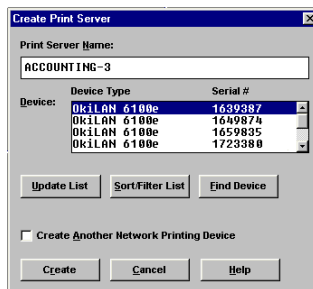 Create Print Server
Print Server Name:
ACCOUNTING-3
Device Type Serial #
Device:
OkiLAN 6100e 1639387
OkiLAN 6100e 1649874
OkiLAN 6100e 1659835
OkiLAN 6100e 1723380
Update List Sort/Filter List Find Device
Create Another Network Printing Device
Create Cancel Help